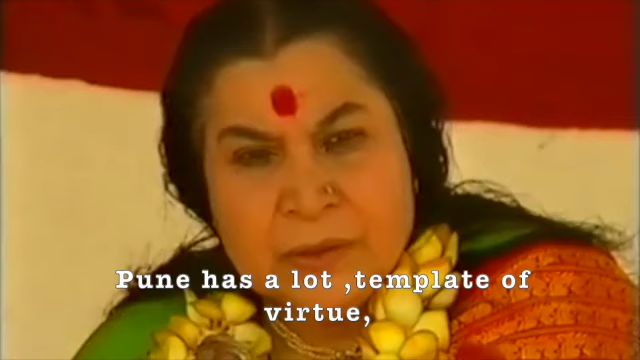 Pune has a lot ,template of
virtue,